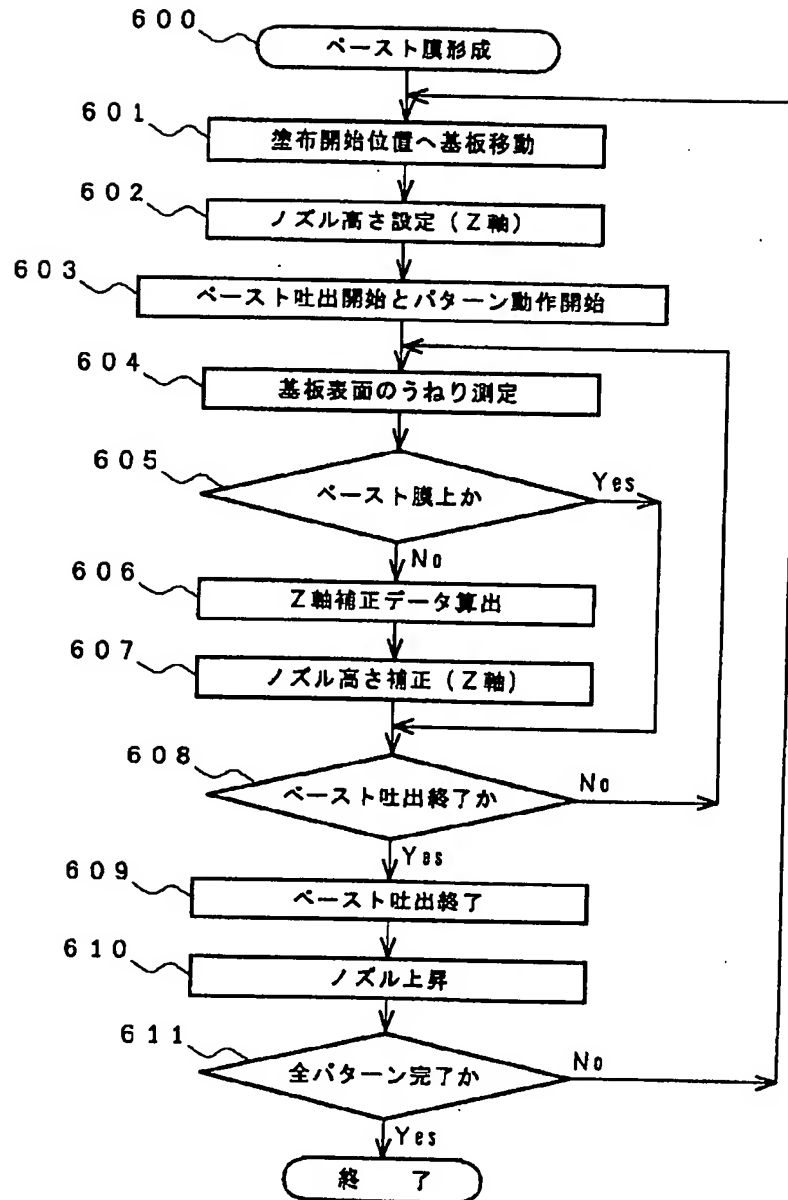 600
ペースト膜形成
601
塗布開始位置へ基板移動
602
ノズル高さ設定（Z軸）
603
ペースト吐出開始とパターン動作開始
604
基板表面のうねり測定
605
ペースト膜上か
Yes
No
606
Z軸補正データ算出
607
ノズル高さ補正（Z軸）
608
ペースト吐出終了か
No
Yes
609
ペースト吐出終了
610
ノズル上昇
611
全パターン完了か
No
Yes
終　了